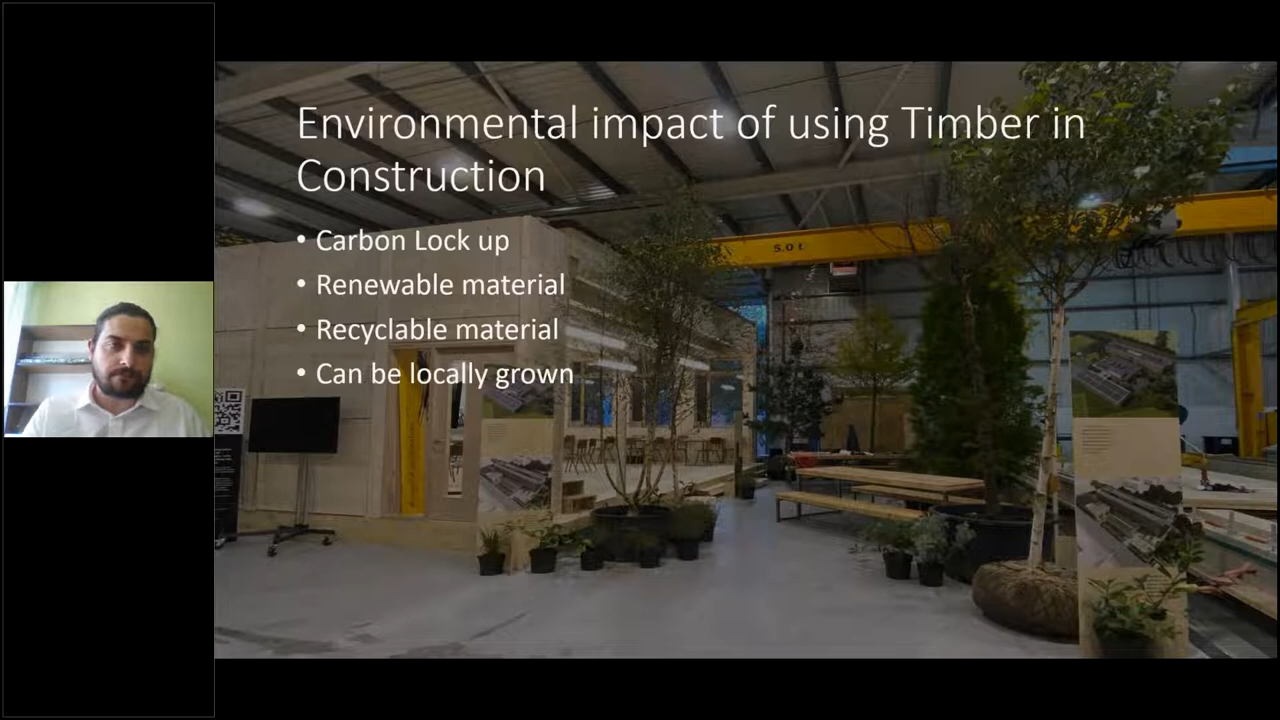 Environmental impact of using Timber in
Construction
• Carbon Lock up
• Renewable material
• Recyclable material
• Can be locally grown
5.0 t